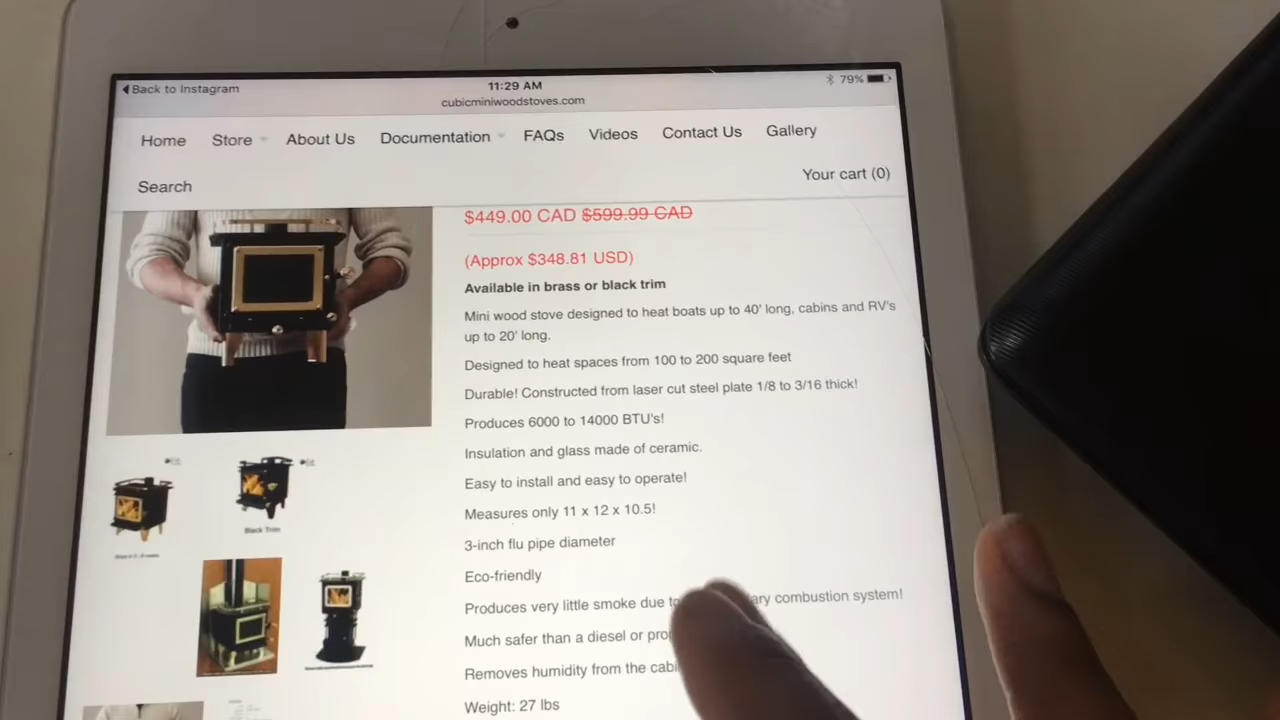 Back to Instagram
11:29 AM
79%
cubicminiwoodstoves.com
Home Store About Us Documentation FAQs Videos Contact Us Gallery
Search
Your cart (0)
$449.00 CAD $599.99 CAD
(Approx $348.81 USD)
Available in brass or black trim
Mini wood stove designed to heat boats up to 40' long, cabins and RV's
up to 20' long.
Designed to heat spaces from 100 to 200 square feet
Durable! Constructed from laser cut steel plate 1/8 to 3/16 thick!
Produces 6000 to 14000 BTU's!
Insulation and glass made of ceramic.
Easy to install and easy to operate!
Measures only 11 x 12 x 10.5!
3-inch flu pipe diameter
Eco-friendly
Produces very little smoke due to combustion system!
Much safer than a diesel or
Removes humidity from the
Weight: 27 lbs
Black Trim